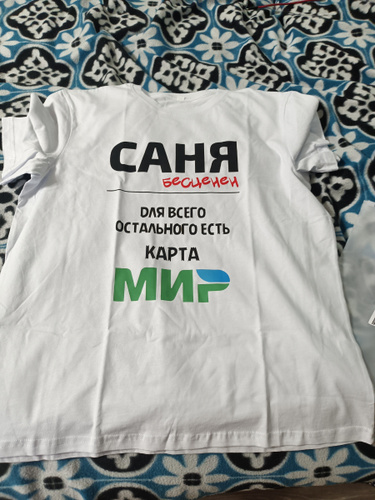 САНЯ
бесценен
ДЛЯ ВСЕГО
ОСТАЛЬНОГО ЕСТЬ
КАРТА
МИР